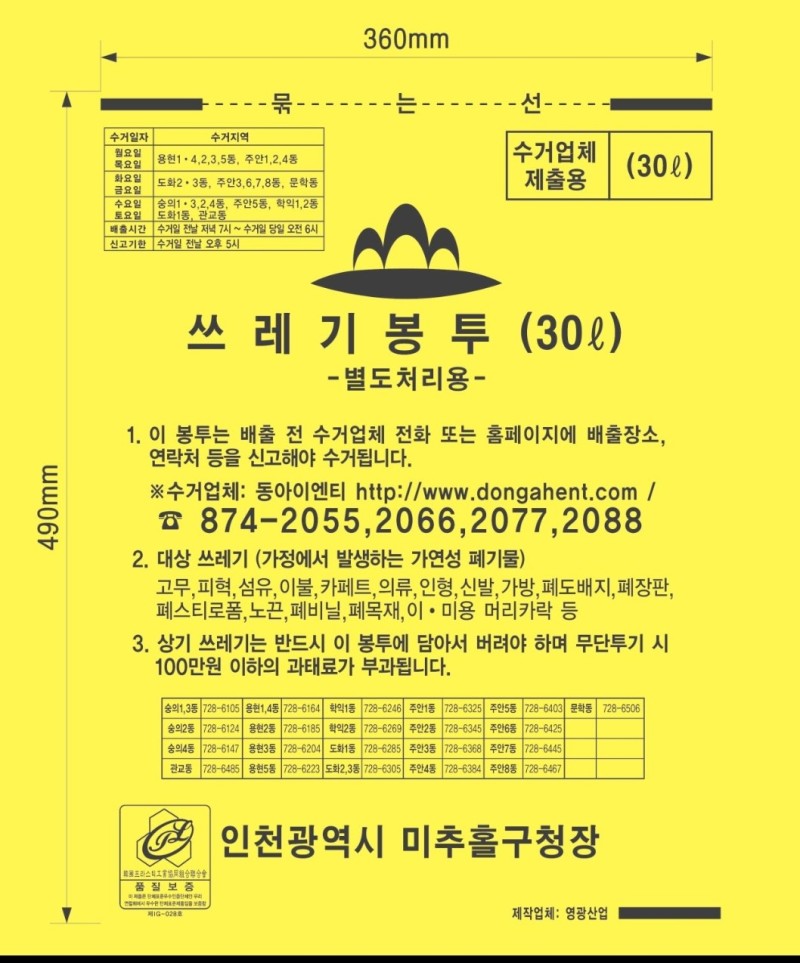 360mm
묶 는 선
490mm
수거일자 수거지역
월요일 목요일 용현1·4,2,3,5동, 주안1,2,4동
화요일 금요일 도화2·3동, 주안3,6,7,8동, 문학동
수요일 토요일 숭의1·3,2,4동, 주안5동, 학익1,2동
도화1동, 관교동
배출시간 수거일 전날 저녁 7시 ~ 수거일 당일 오전 6시
신고기한 수거일 전날 오후 5시
수거업체
제출용
(30ℓ)
쓰레기봉투 (30ℓ)
-별도처리용-
1. 이 봉투는 배출 전 수거업체 전화 또는 홈페이지에 배출장소,
연락처 등을 신고해야 수거됩니다.
※수거업체: 동아이엔티 http://www.dongahent.com /
☎ 874-2055,2066,2077,2088
2. 대상 쓰레기 (가정에서 발생하는 가연성 폐기물)
고무,피혁,섬유,이불,카페트,의류,인형,신발,가방,폐도배지,폐장판,
페스티로폼,노끈,폐비닐,폐목재,이·미용 머리카락 등
3. 상기 쓰레기는 반드시 이 봉투에 담아서 버려야 하며 무단투기 시
100만원 이하의 과태료가 부과됩니다.
숭의1,3동 728-6105 용현1,4동 728-6164 학익1동 728-6246 주안1동 728-6325 주안5동 728-6403 문학동 728-6506
숭의2동 728-6124 용현2동 728-6185 학익2동 728-6269 주안2동 728-6345 주안6동 728-6425
숭의4동 728-6147 용현3동 728-6204 도화1동 728-6285 주안3동 728-6368 주안7동 728-6445
관교동 728-6485 용현5동 728-6223 도화2,3동 728-6305 주안4동 728-6384 주안8동 728-6467
품질보증
제IG-028호
인천광역시 미추홀구청장
제작업체: 영광산업